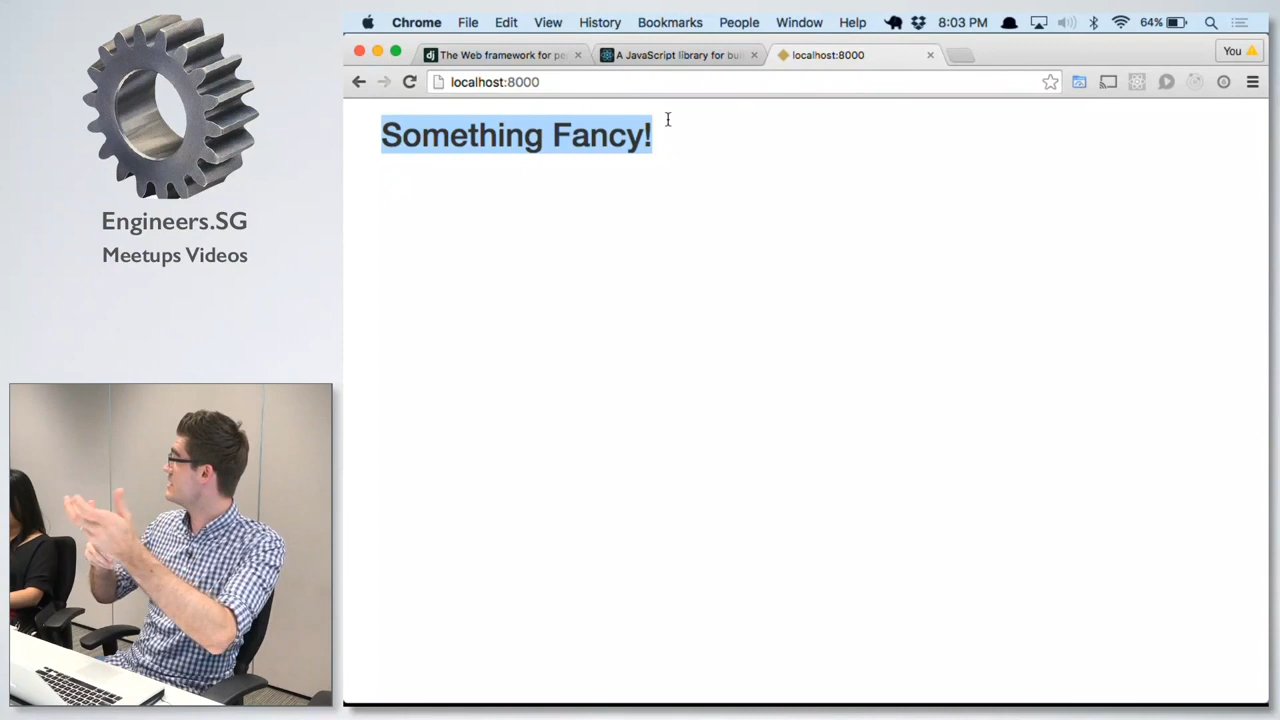 Engineers.SG
Meetups Videos
Chrome File Edit View History Bookmarks People Window Help 8:03 PM 64%
dj The Web framework for pe A JavaScript library for bui localhost:8000 You
localhost:8000
Something Fancy!